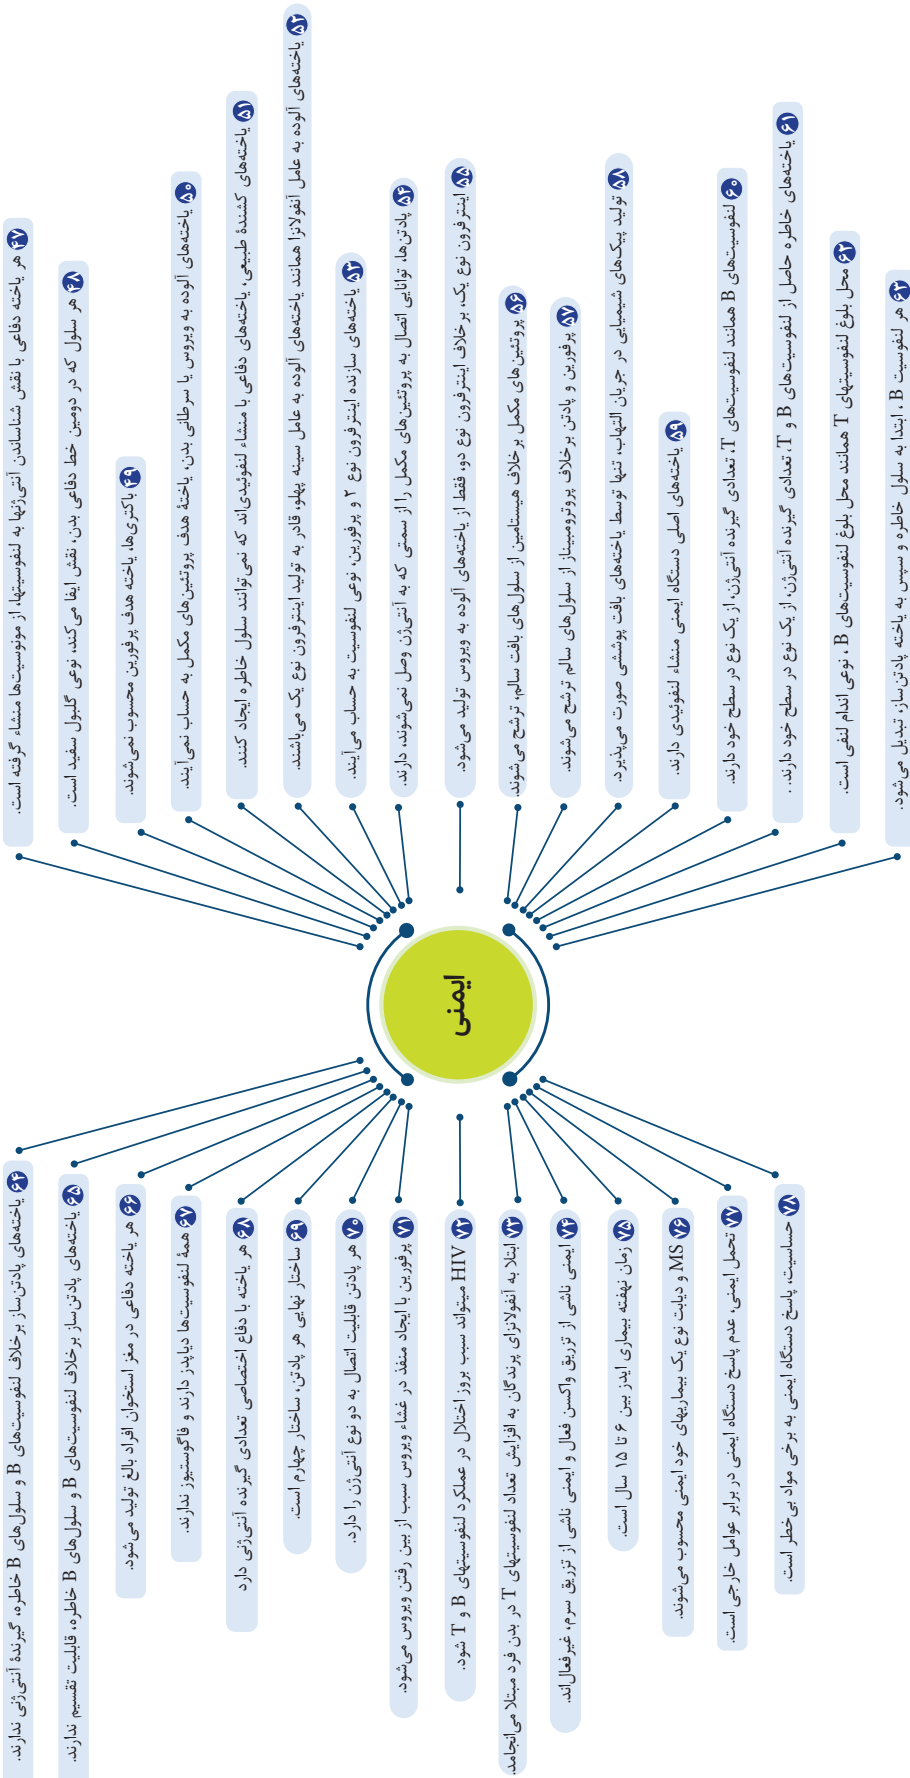 ایمنی
۴۷ هر یاخته دفاعی با نقش شناساندن آنتی‌ژنها به لنفوسیتها، از مونوسیت‌ها منشاء گرفته است.
۴۸ هر سلول که در دومین خط دفاعی بدن، نقش ایفا می‌کند، نوعی گلبول سفید است.
۴۹ باکتری‌ها، یاخته هدف پرفورین محسوب نمی‌شوند.
۵۰ یاخته‌های آلوده به ویروس یا سرطانی بدن، یاختهٔ هدف پروتئین‌های مکمل به حساب نمی‌آیند.
۵۱ یاخته‌های کشندهٔ طبیعی، یاخته‌های دفاعی با منشاء لنفوئیدی‌اند که نمی توانند سلول خاطره ایجاد کنند.
۵۲ یاخته‌های آلوده به عامل آنفولانزا همانند یاخته‌های آلوده به عامل سینه پهلو، قادر به تولید اینترفرون نوع یک می‌باشند.
۵۳ یاخته‌های سازنده اینترفرون نوع ۲ و پرفورین، نوعی لنفوسیت به حساب می‌آیند.
۵۴ پادتن‌ها، توانایی اتصال به پروتئین‌های مکمل را از سمتی که به آنتی‌ژن وصل نمی‌شوند، دارند.
۵۵ اینترفرون نوع یک، برخلاف اینترفرون نوع دو، فقط از یاخته‌های آلوده به ویروس تولید می‌شود.
۵۶ پروتئین‌های مکمل برخلاف هیستامین از سلول‌های بافت سالم، ترشح می‌شوند.
۵۷ پرفورین و پادتن برخلاف پروترومبیناز از سلول‌های سالم ترشح می‌شوند.
۵۸ تولید پیک‌های شیمیایی در جریان التهاب، تنها توسط یاخته‌های بافت پوششی صورت می‌پذیرد.
۵۹ یاخته‌های اصلی دستگاه ایمنی منشاء لنفوئیدی دارند.
۶۰ لنفوسیت‌های B همانند لنفوسیت‌های T، تعدادی گیرنده آنتی‌ژن، از یک نوع در سطح خود دارند.
۶۱ یاخته‌های خاطره حاصل از لنفوسیت‌های B و T، تعدادی گیرنده آنتی‌ژن، از یک نوع در سطح خود دارند. .
۶۲ محل بلوغ لنفوسیتهای T همانند محل بلوغ لنفوسیت‌های B ، نوعی اندام لنفی است.
۶۳ هر لنفوسیت B ، ابتدا به سلول خاطره و سپس به یاخته پادتن‌ساز، تبدیل می‌شود.
۶۴ یاخته‌های پادتن‌ساز برخلاف لنفوسیت‌های B و سلول‌های B خاطره، گیرندهٔ آنتی‌ژنی ندارند.
۶۵ یاخته‌های پادتن‌ساز برخلاف لنفوسیت‌های B و سلول‌های B خاطره، قابلیت تقسیم ندارند.
۶۶ هر یاخته دفاعی در مغز استخوان افراد بالغ تولید می‌شود.
۶۷ همهٔ لنفوسیت‌ها دیاپدز دارند و فاگوستیوز ندارند.
۶۸ هر یاخته با دفاع اختصاصی تعدادی گیرنده آنتی‌ژنی دارد
۶۹ ساختار نهایی هر پادتن، ساختار چهارم است.
۷۰ هر پادتن قابلیت اتصال به دو نوع آنتی‌ژن را دارد.
۷۱ پرفورین با ایجاد منفذ در غشاء ویروس سبب از بین رفتن ویروس می‌شود.
۷۲ HIV میتواند سبب بروز اختلال در عملکرد لنفوسیتهای B و T شود.
۷۳ ابتلا به آنفولانزای پرندگان به افزایش تعداد لنفوسیتهای T در بدن فرد مبتلا می‌انجامد.
۷۴ ایمنی ناشی از تزریق واکسن فعال و ایمنی ناشی از تزریق سرم، غیرفعال‌اند.
۷۵ زمان نهفته بیماری ایدز بین ۶ تا ۱۵ سال است.
۷۶ MS و دیابت نوع یک بیماریهای خود ایمنی محسوب می‌شوند.
۷۷ تحمل ایمنی، عدم پاسخ دستگاه ایمنی در برابر عوامل خارجی است.
۷۸ حساسیت، پاسخ دستگاه ایمنی به برخی مواد بی‌خطر است.